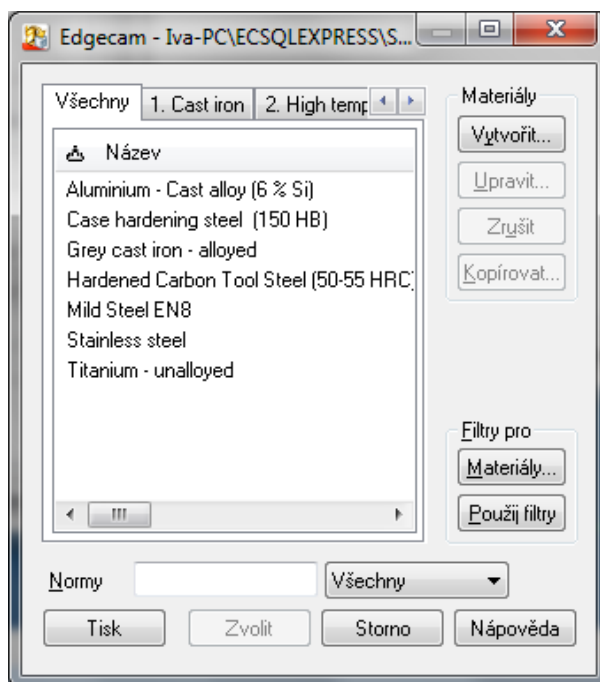 Edgecam - Iva-PC\ECSQLEXPRESS\S...
Všechny
1. Cast iron
2. High temp
Název
Aluminium - Cast alloy (6 % Si)
Case hardening steel (150 HB)
Grey cast iron - alloyed
Hardened Carbon Tool Steel (50-55 HRC)
Mild Steel EN8
Stainless steel
Titanium - unalloyed
Materiály
Vytvořit...
Upravit...
Zrušit
Kopírovat...
Filtry pro
Materiály...
Použij filtry
Normy
Všechny
Tisk
Zvolit
Storno
Nápověda